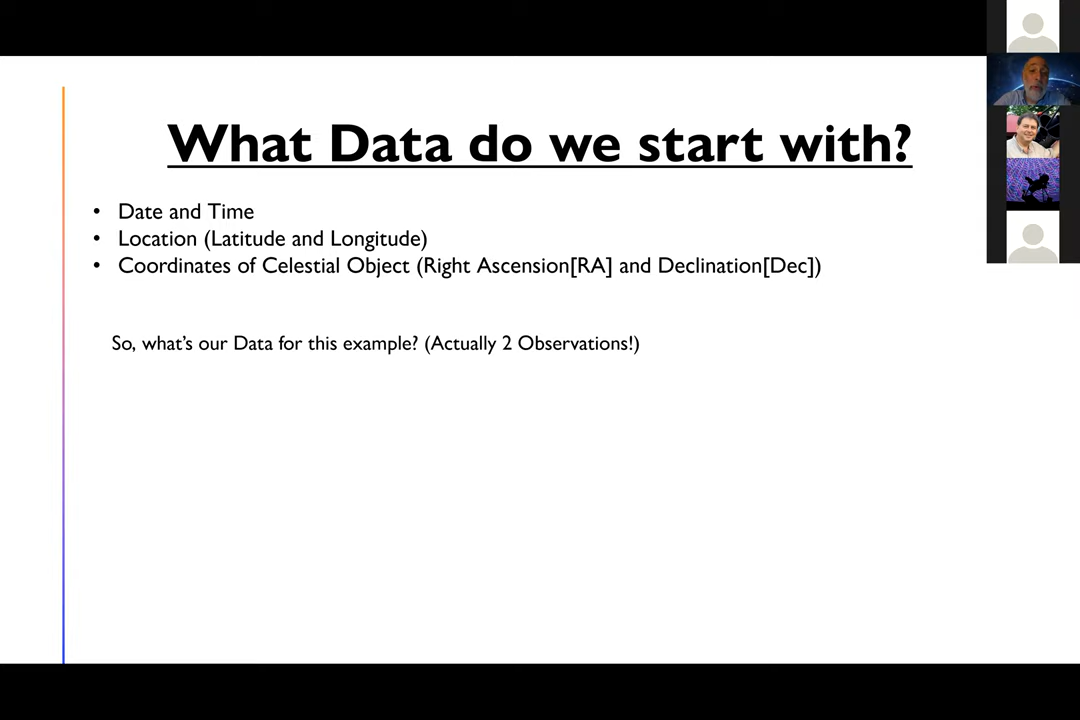 What Data do we start with?
• Date and Time
• Location (Latitude and Longitude)
• Coordinates of Celestial Object (Right Ascension[RA] and Declination[Dec])
So, what's our Data for this example? (Actually 2 Observations!)